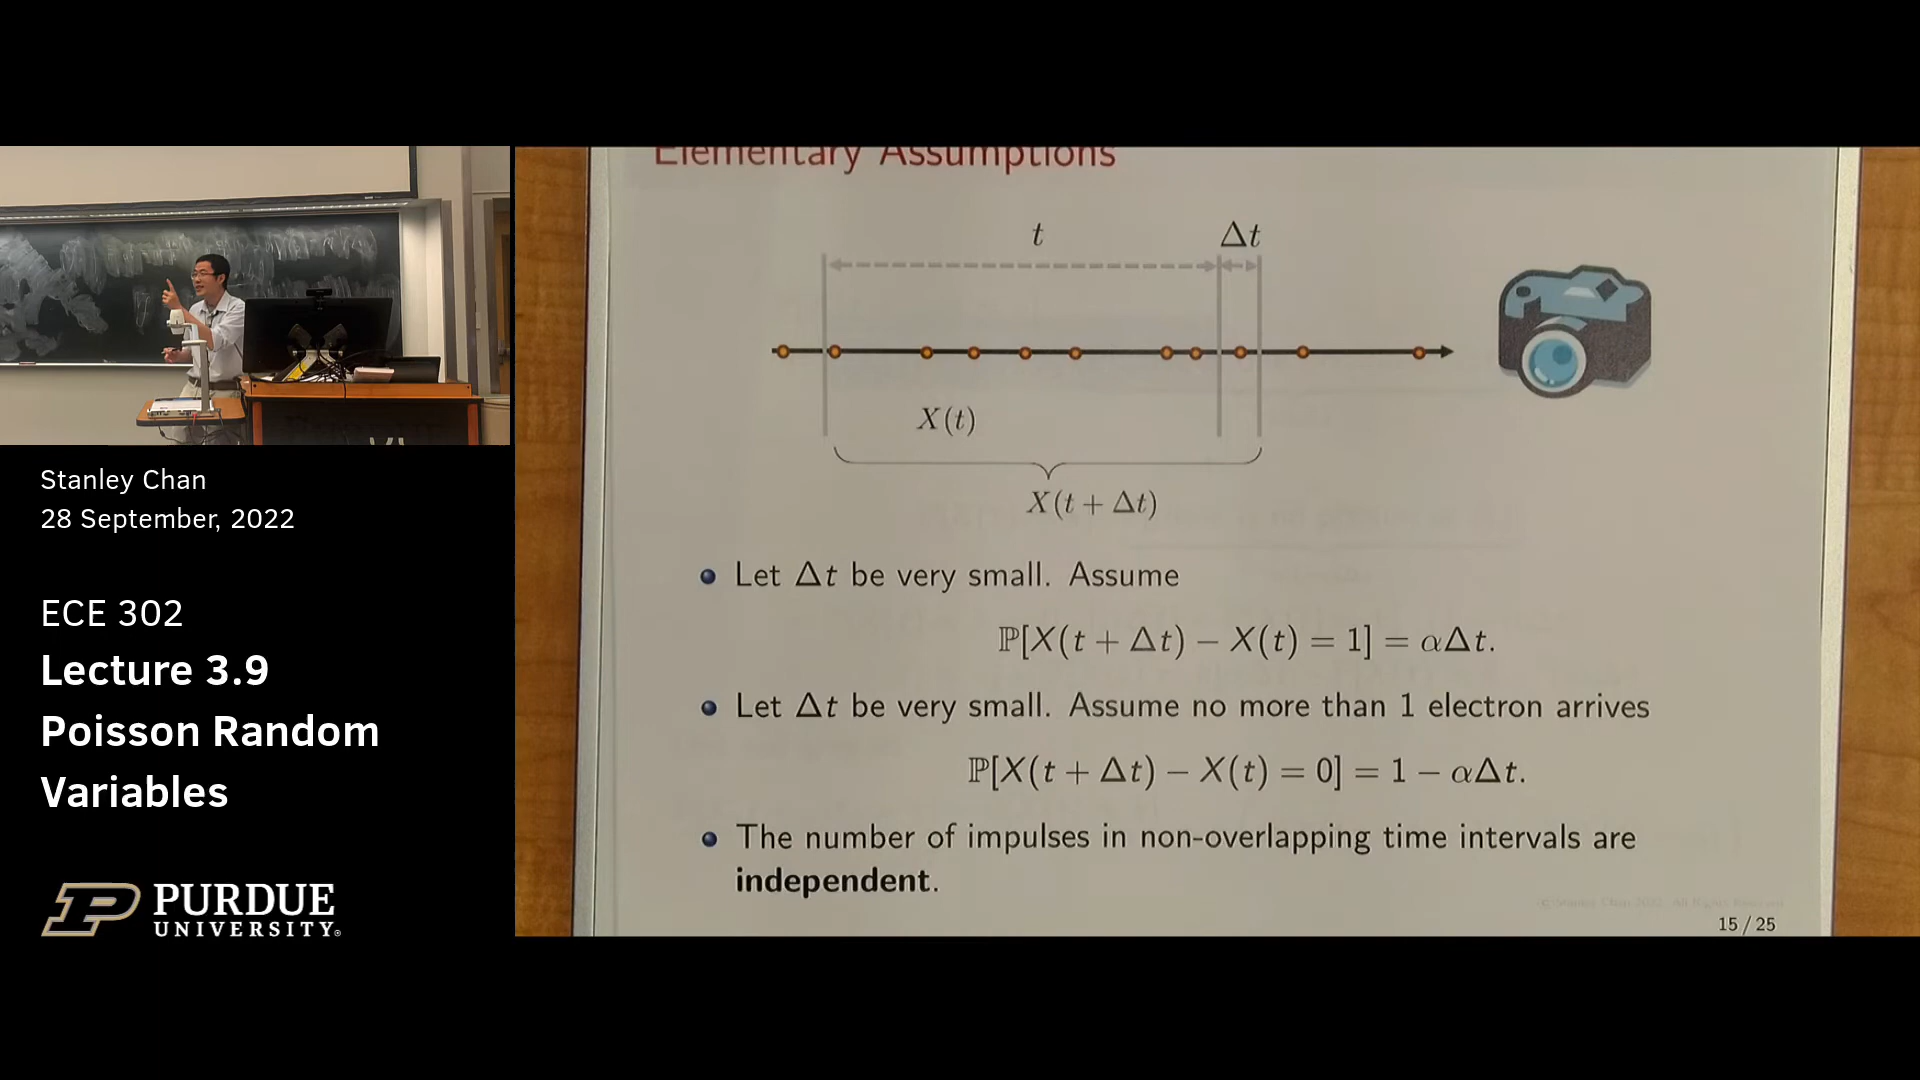 Stanley Chan
28 September, 2022
ECE 302
Lecture 3.9
Poisson Random
Variables
PURDUE
UNIVERSITY.
Elementary Assumptions
t
Δt
X(t)
X(t + Δt)
Let Δt be very small. Assume
ℙ[X(t + Δt) − X(t) = 1] = αΔt.
Let Δt be very small. Assume no more than 1 electron arrives
ℙ[X(t + Δt) − X(t) = 0] = 1 − αΔt.
The number of impulses in non-overlapping time intervals are
independent.
15 / 25